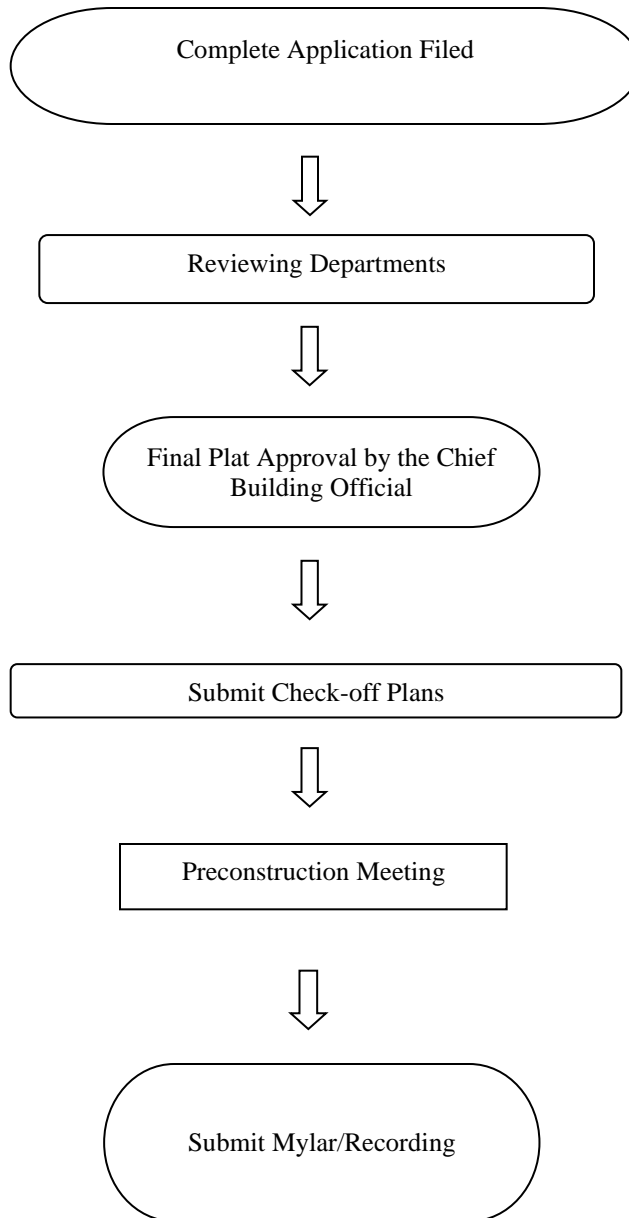 Complete Application Filed
Reviewing Departments
Final Plat Approval by the Chief
Building Official
Submit Check-off Plans
Preconstruction Meeting
Submit Mylar/Recording